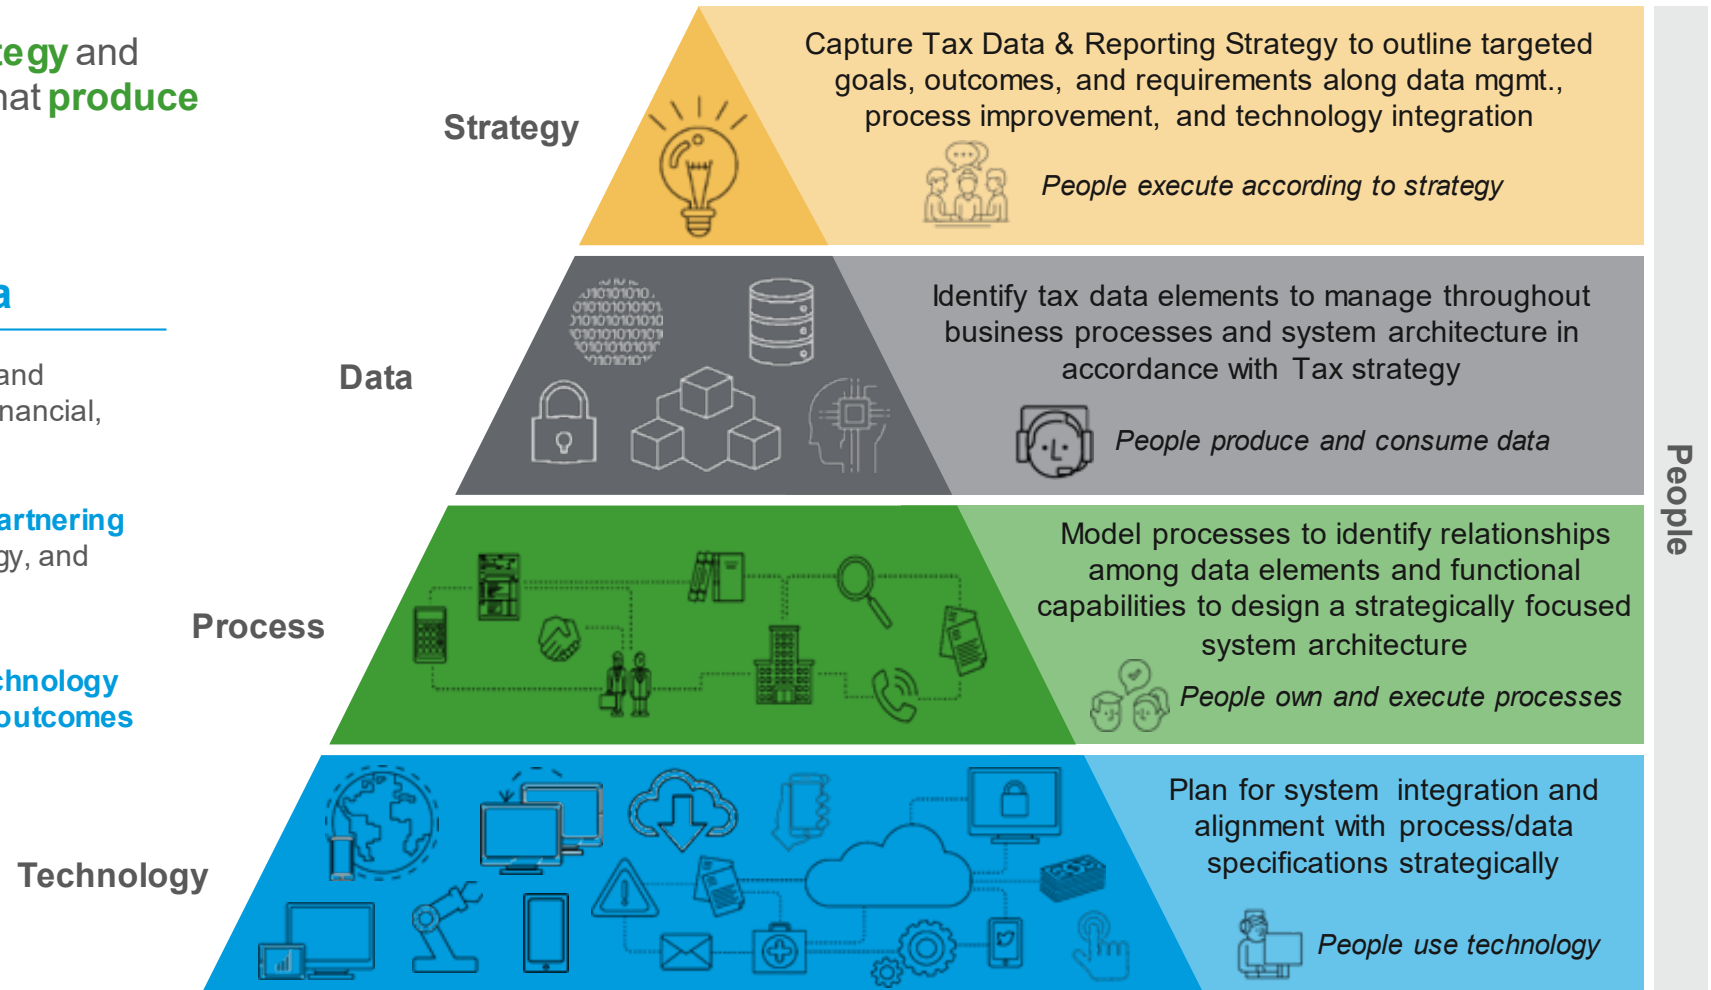 tegy and
hat produce
a
and
nancial,
artnering
gy, and
chnology
outcomes
Strategy
Capture Tax Data & Reporting Strategy to outline targeted
goals, outcomes, and requirements along data mgmt.,
process improvement, and technology integration
People execute according to strategy
Data
Identify tax data elements to manage throughout
business processes and system architecture in
accordance with Tax strategy
People produce and consume data
Process
Model processes to identify relationships
among data elements and functional
capabilities to design a strategically focused
system architecture
People own and execute processes
Technology
Plan for system integration and
alignment with process/data
specifications strategically
People use technology
People